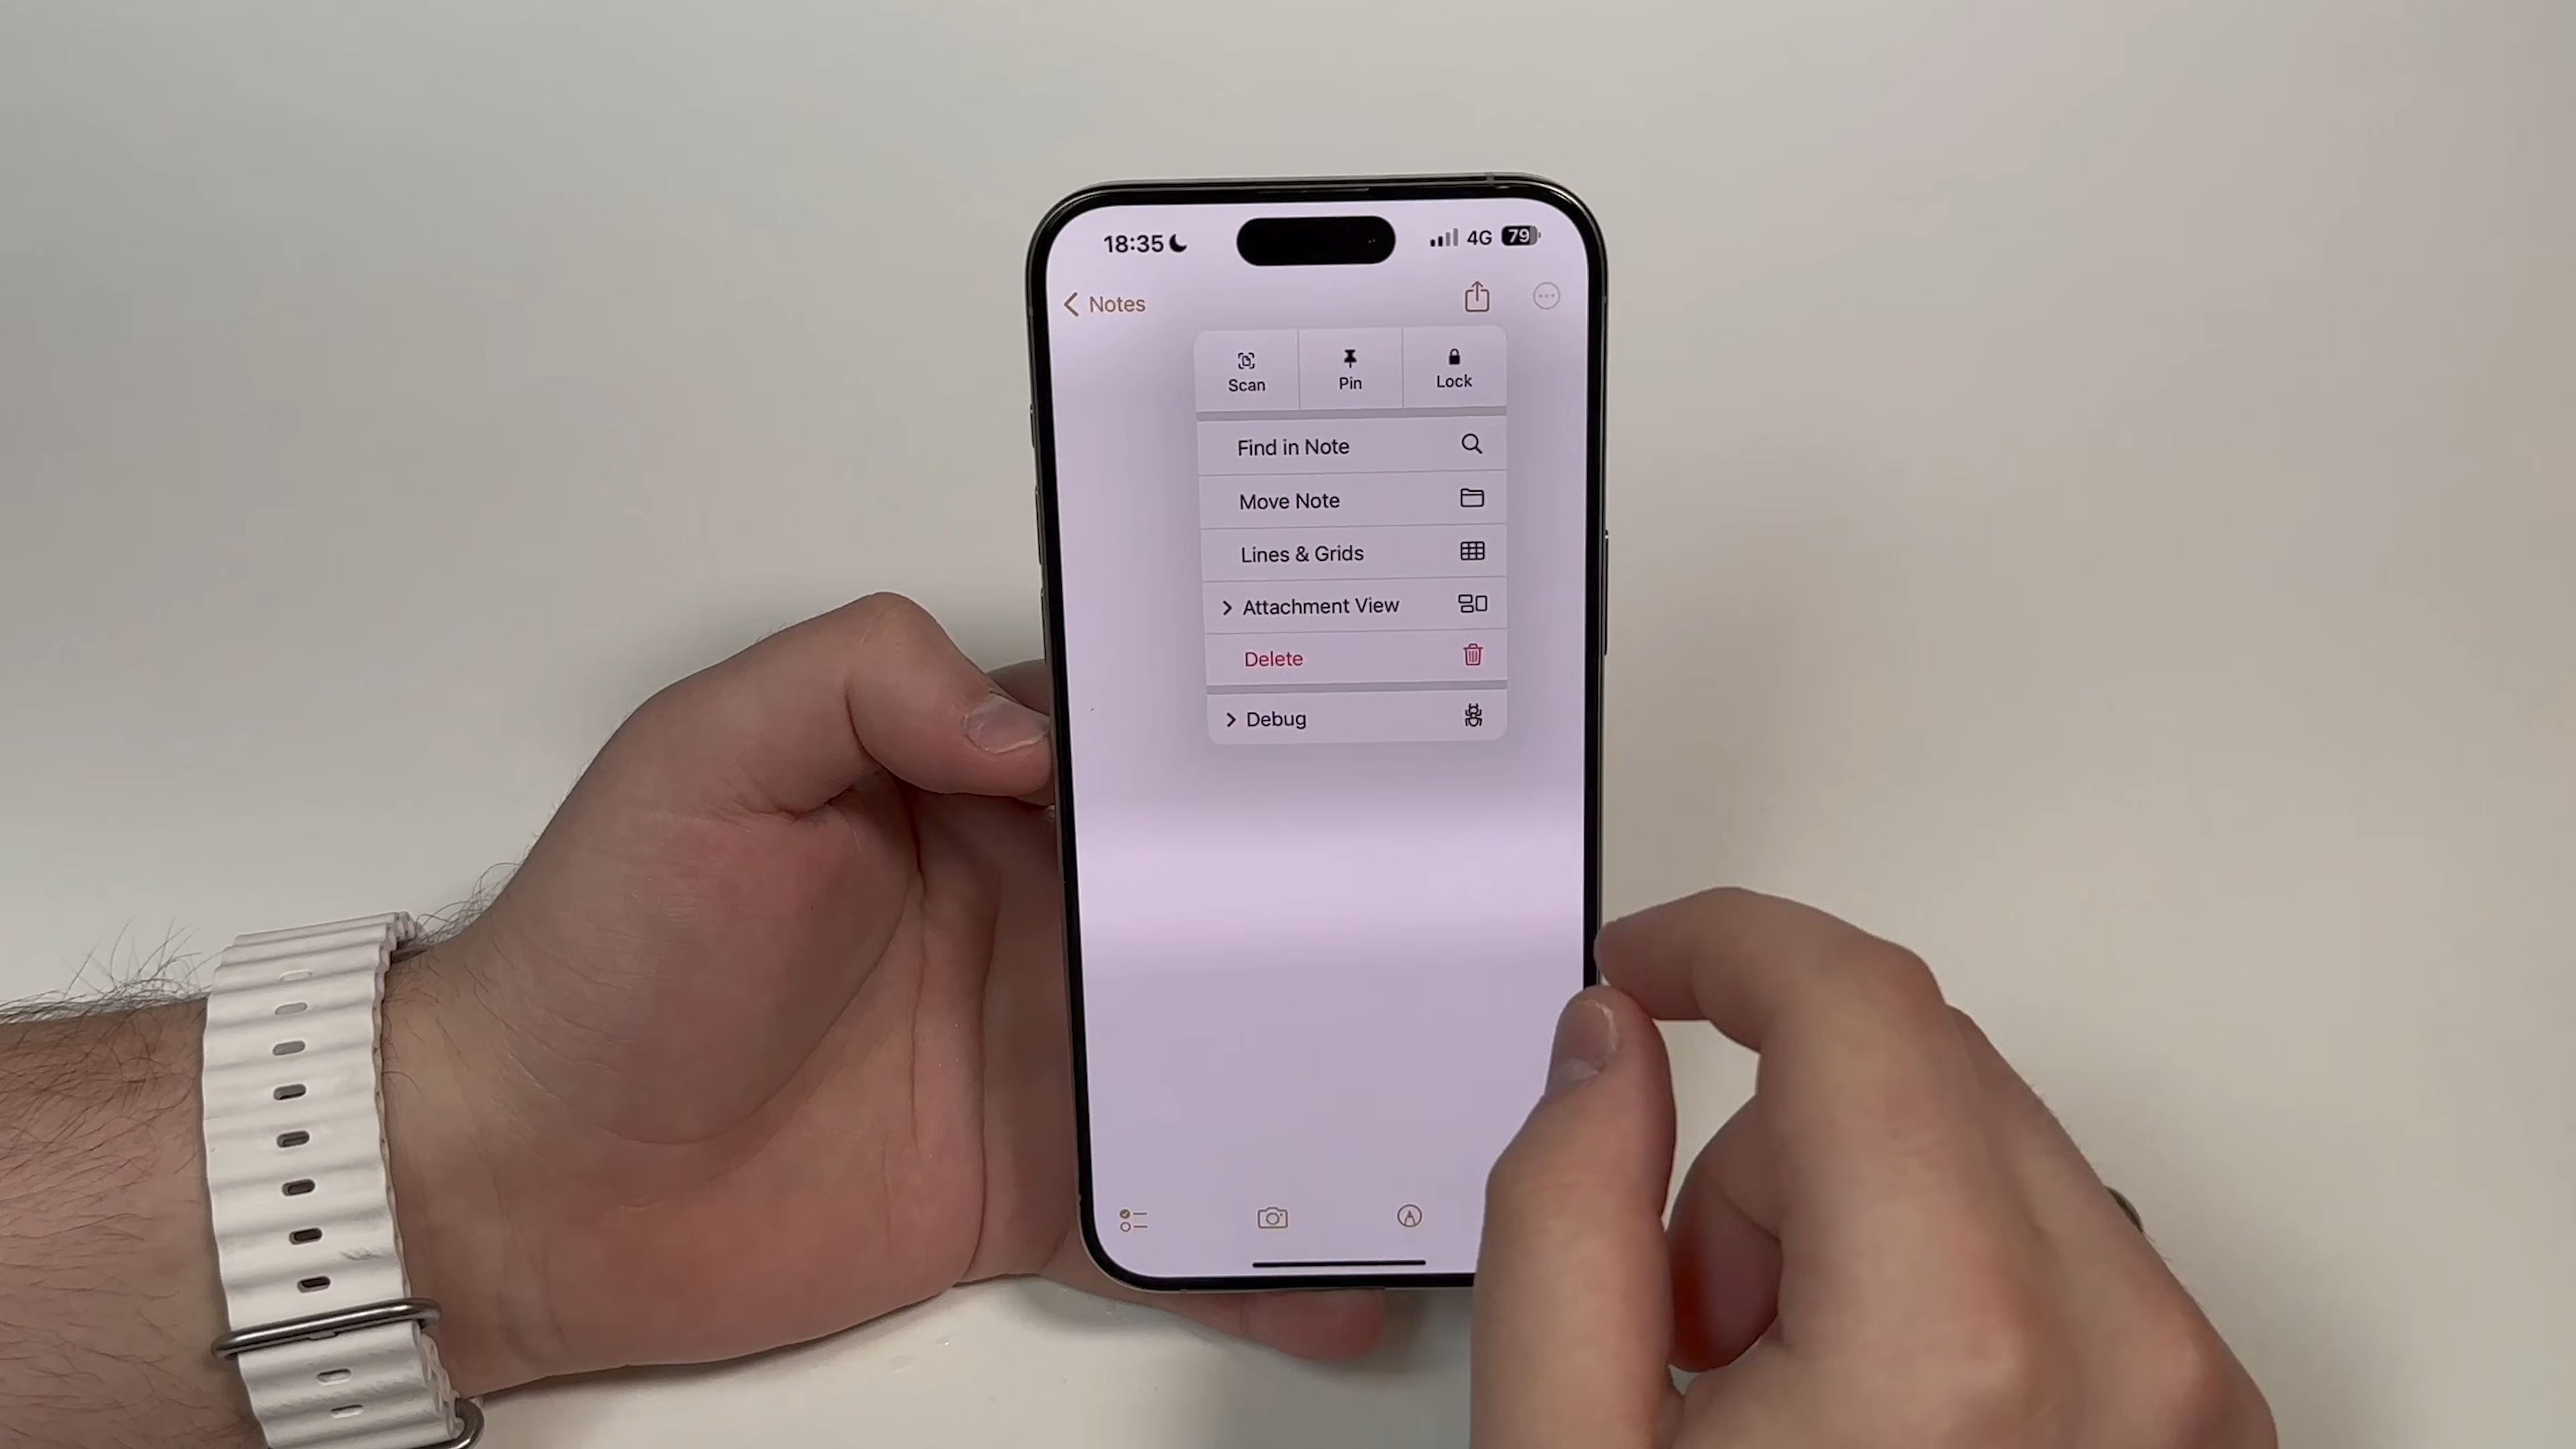 18:35 4G 79
Notes
Scan Pin Lock
Find in Note
Move Note
Lines & Grids
Attachment View
Delete
Debug